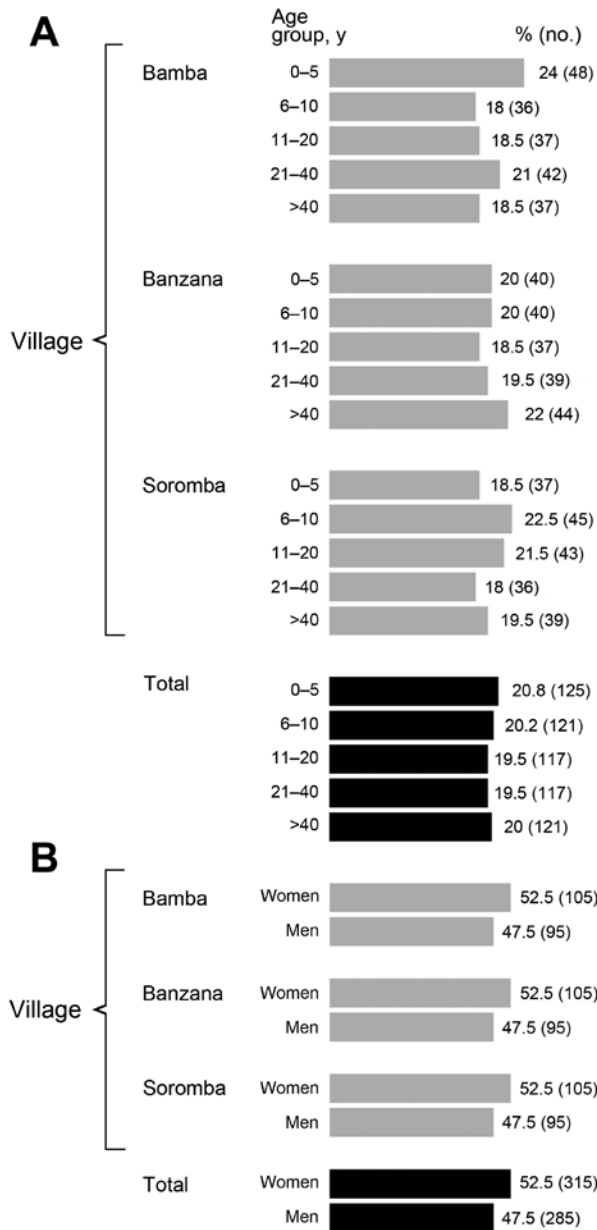 A
Age group, y % (no.)
Village
Bamba
0–5 24 (48)
6–10 18 (36)
11–20 18.5 (37)
21–40 21 (42)
>40 18.5 (37)
Banzana
0–5 20 (40)
6–10 20 (40)
11–20 18.5 (37)
21–40 19.5 (39)
>40 22 (44)
Soromba
0–5 18.5 (37)
6–10 22.5 (45)
11–20 21.5 (43)
21–40 18 (36)
>40 19.5 (39)
Total
0–5 20.8 (125)
6–10 20.2 (121)
11–20 19.5 (117)
21–40 19.5 (117)
>40 20 (121)
B
Village
Bamba
Women 52.5 (105)
Men 47.5 (95)
Banzana
Women 52.5 (105)
Men 47.5 (95)
Soromba
Women 52.5 (105)
Men 47.5 (95)
Total
Women 52.5 (315)
Men 47.5 (285)